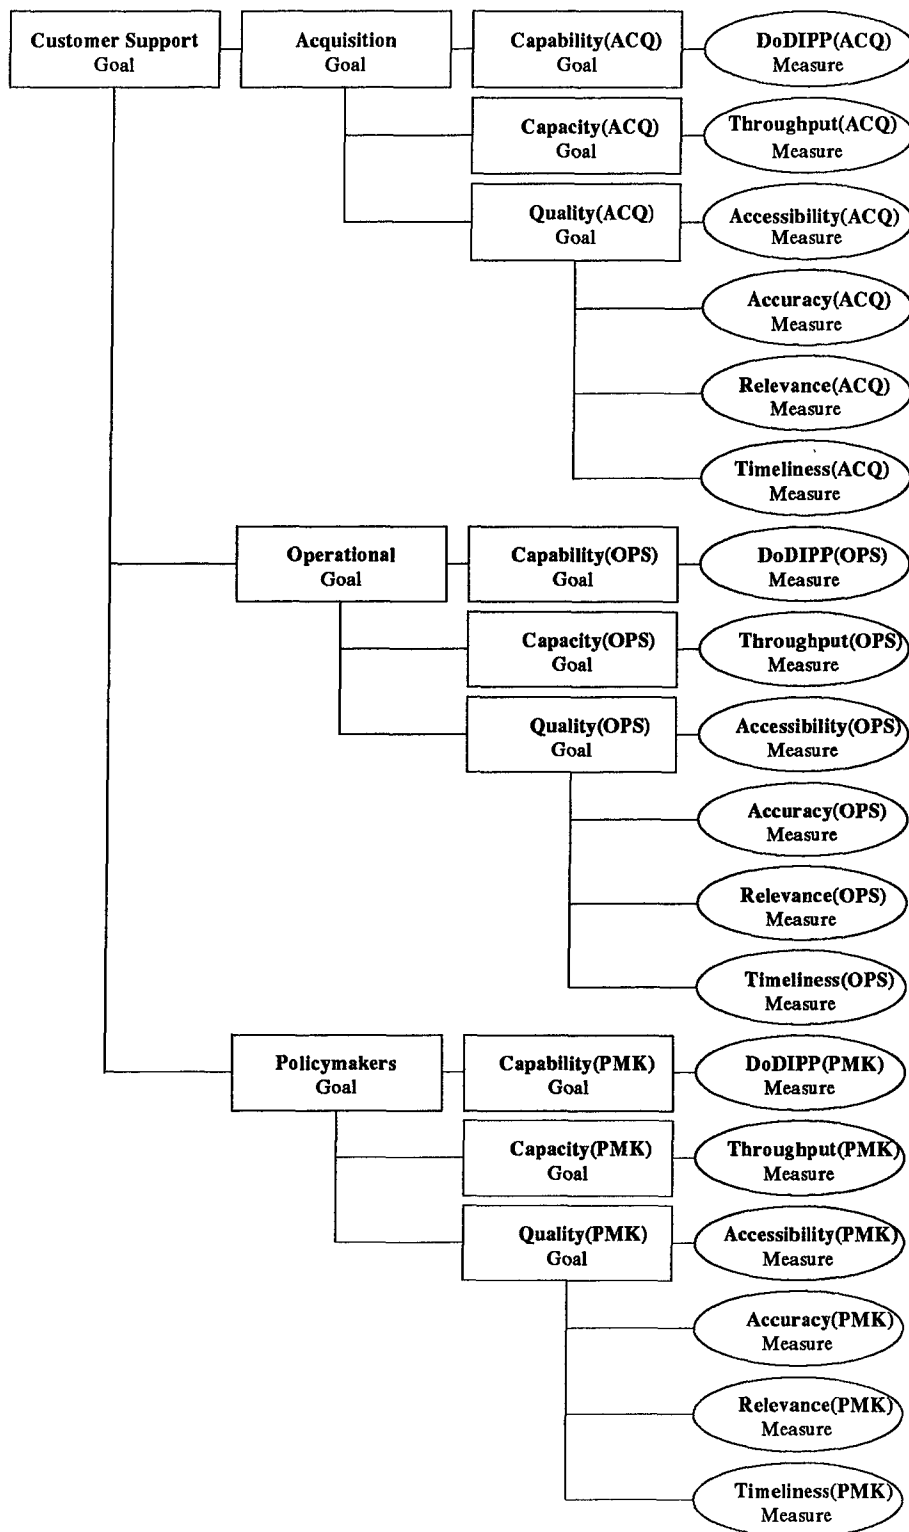 Customer Support
Goal
Acquisition
Goal
Capability(ACQ)
Goal
DoDIPP(ACQ)
Measure
Capacity(ACQ)
Goal
Throughput(ACQ)
Measure
Quality(ACQ)
Goal
Accessibility(ACQ)
Measure
Accuracy(ACQ)
Measure
Relevance(ACQ)
Measure
Timeliness(ACQ)
Measure
Operational
Goal
Capability(OPS)
Goal
DoDIPP(OPS)
Measure
Capacity(OPS)
Goal
Throughput(OPS)
Measure
Quality(OPS)
Goal
Accessibility(OPS)
Measure
Accuracy(OPS)
Measure
Relevance(OPS)
Measure
Timeliness(OPS)
Measure
Policymakers
Goal
Capability(PMK)
Goal
DoDIPP(PMK)
Measure
Capacity(PMK)
Goal
Throughput(PMK)
Measure
Quality(PMK)
Goal
Accessibility(PMK)
Measure
Accuracy(PMK)
Measure
Relevance(PMK)
Measure
Timeliness(PMK)
Measure